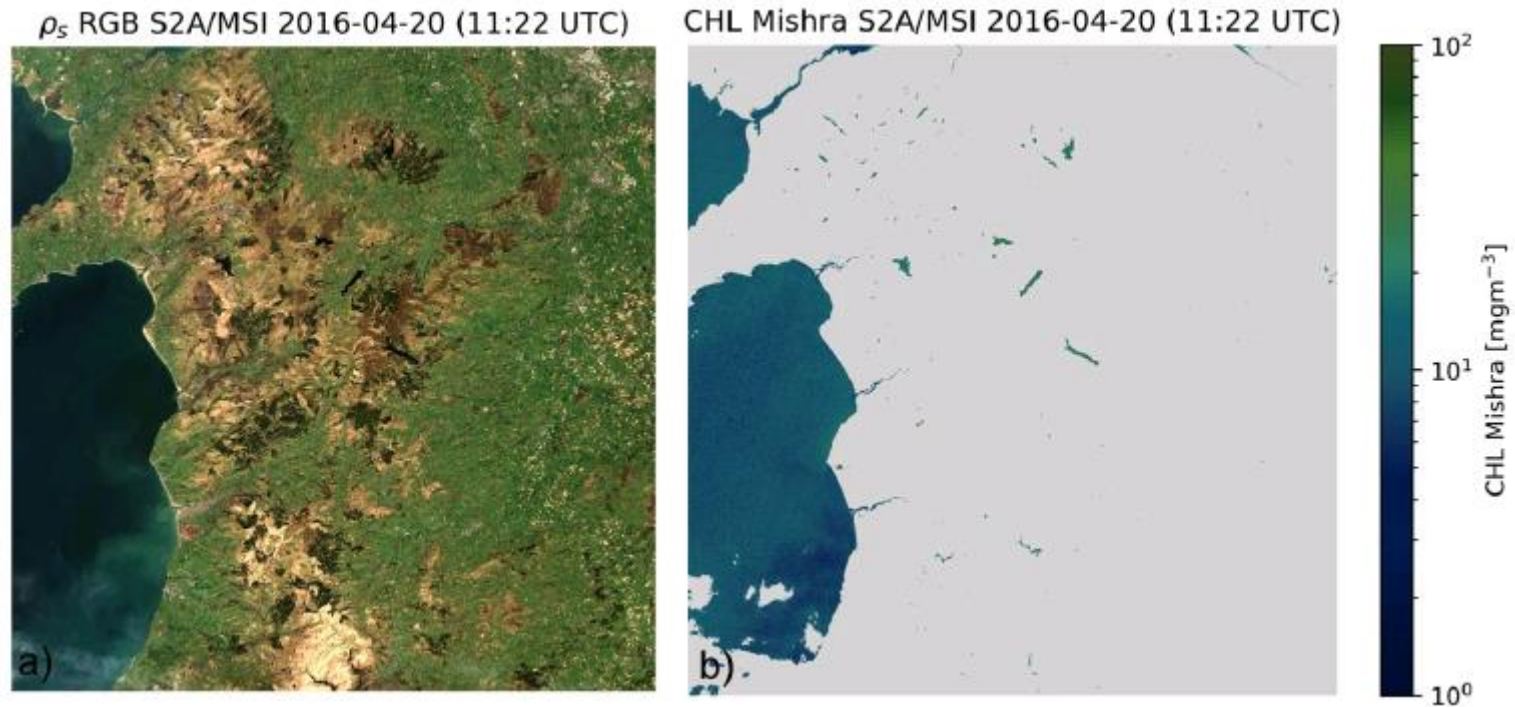 ρₛ RGB S2A/MSI 2016-04-20 (11:22 UTC)
CHL Mishra S2A/MSI 2016-04-20 (11:22 UTC)
a)
b)
10²
10¹
10⁰
CHL Mishra [mgm⁻³]